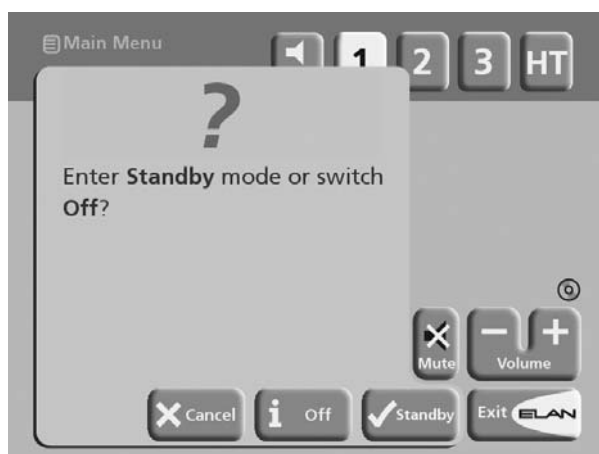 Main Menu
1 2 3 HT
?
Enter Standby mode or switch
Off?
Mute
Volume
Cancel
i Off
Standby
Exit ELAN